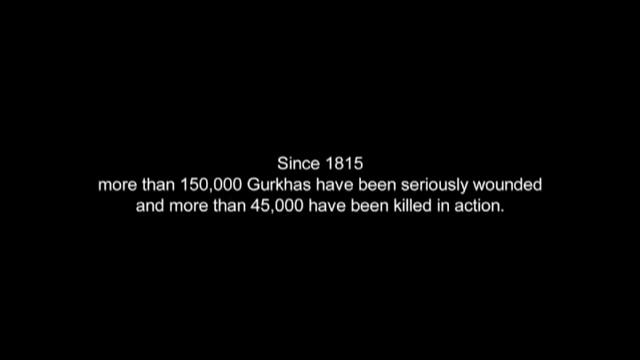 Since 1815
more than 150,000 Gurkhas have been seriously wounded
and more than 45,000 have been killed in action.